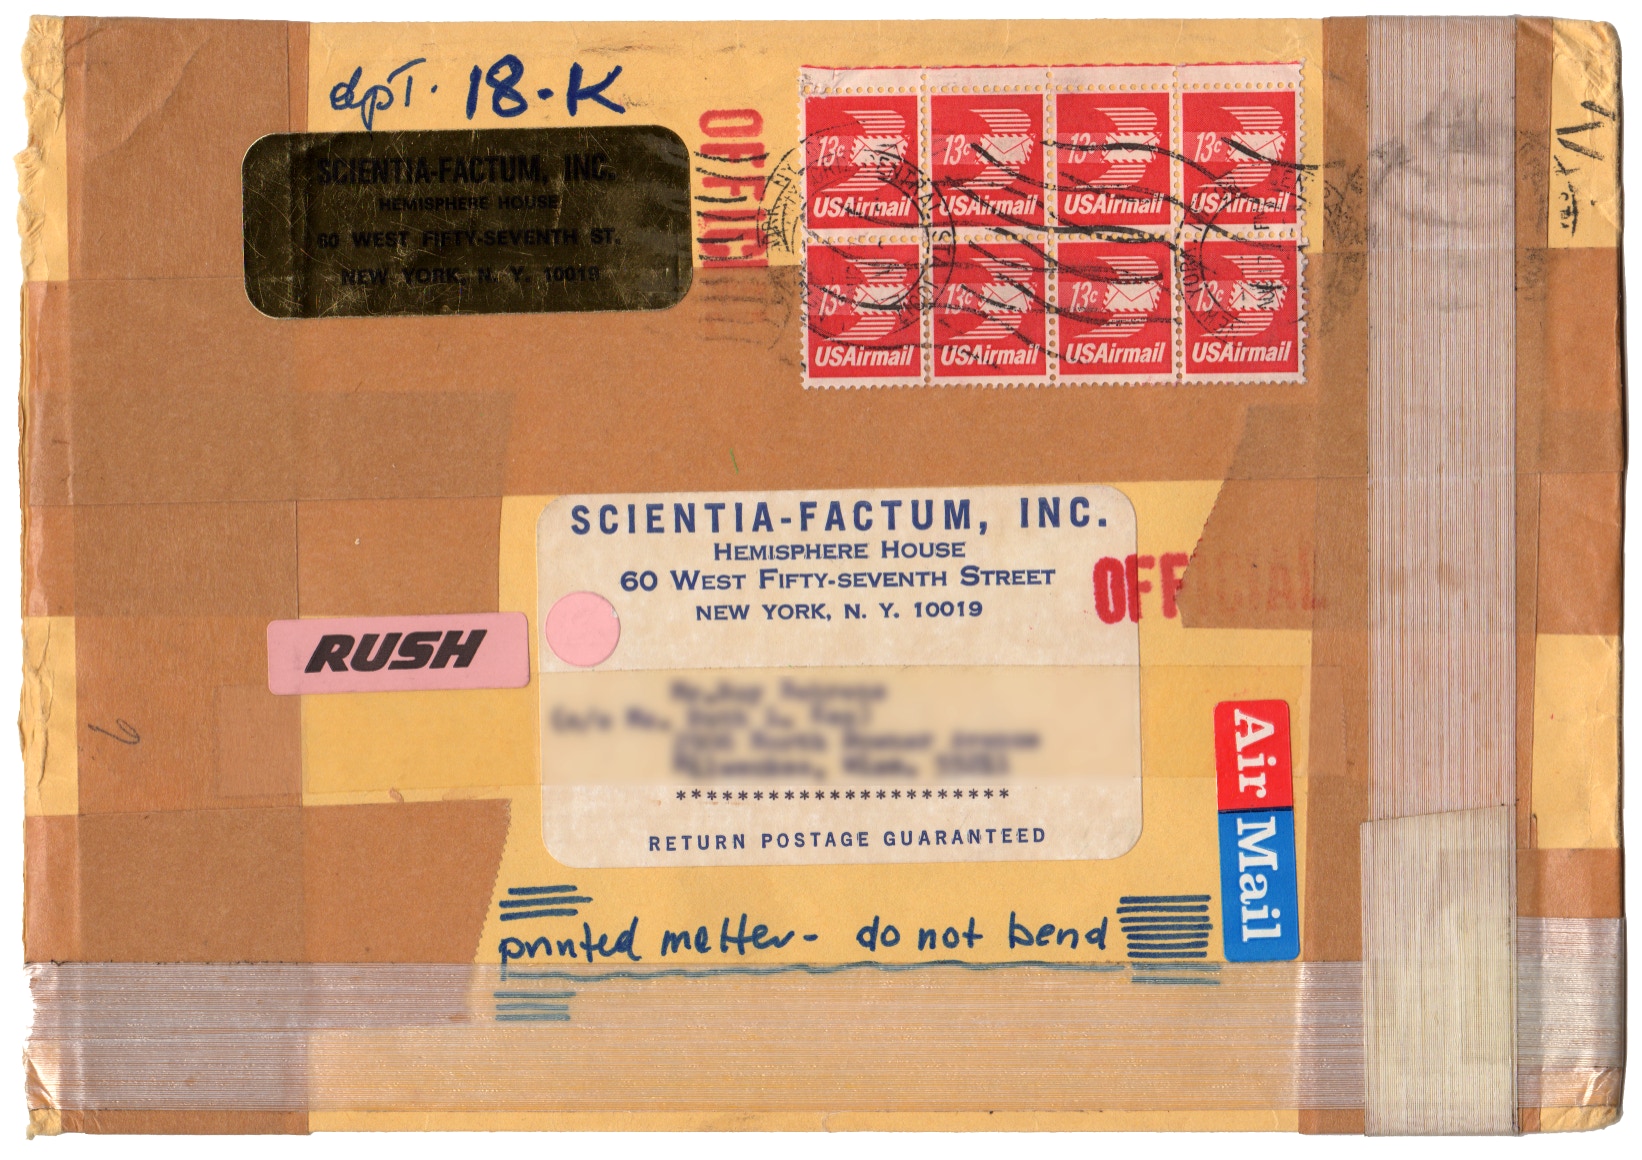 dpt. 18-K
SCIENTIA-FACTUM, INC.
HEMISPHERE HOUSE
60 WEST FIFTY-SEVENTH ST.
NEW YORK, N. Y. 10019
OFFICIAL
13c 13c 13c 13c
USAirmail USAirmail USAirmail USAirmail
13c 13c 13c 13c
USAirmail USAirmail USAirmail USAirmail
SCIENTIA-FACTUM, INC.
HEMISPHERE HOUSE
60 WEST FIFTY-SEVENTH STREET
NEW YORK, N. Y. 10019
OFFICIAL
RUSH
**********************
RETURN POSTAGE GUARANTEED
Air Mail
printed matter - do not bend